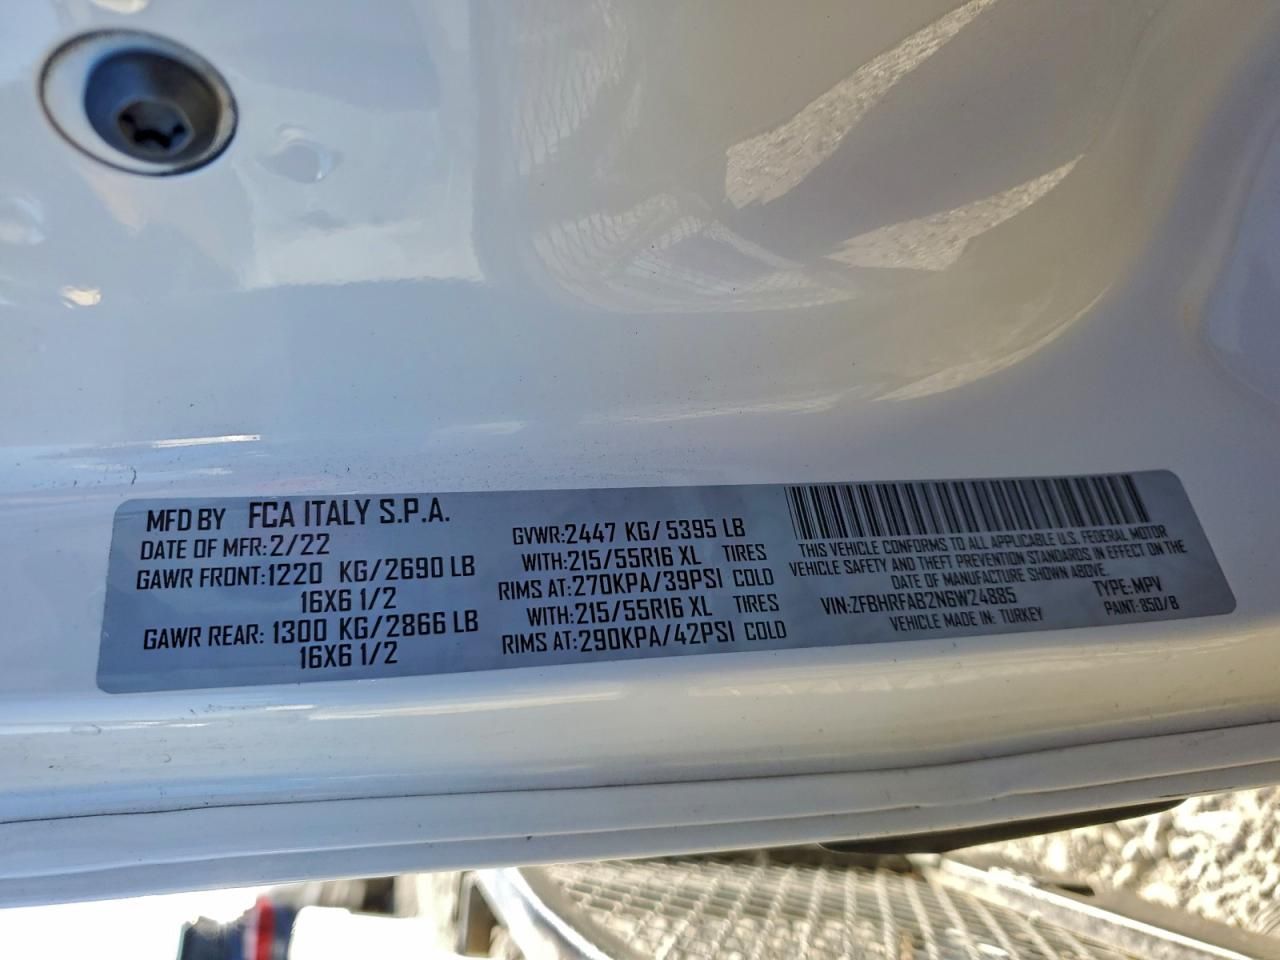 MFD BY FCA ITALY S.P.A.
DATE OF MFR:2/22
GAWR FRONT:1220 KG/2690 LB
16X6 1/2
GAWR REAR: 1300 KG/2866 LB
16X6 1/2
GVWR:2447 KG/5395 LB
WITH:215/55R16 XL TIRES
RIMS AT:270KPA/39PSI COLD
WITH:215/55R16 XL TIRES
RIMS AT:290KPA/42PSI COLD
THIS VEHICLE CONFORMS TO ALL APPLICABLE U.S. FEDERAL MOTOR
VEHICLE SAFETY AND THEFT PREVENTION STANDARDS IN EFFECT ON THE
DATE OF MANUFACTURE SHOWN ABOVE.
VIN:ZFBHRFAB2N6W24885 TYPE:MPV
VEHICLE MADE IN: TURKEY PAINT:850/B